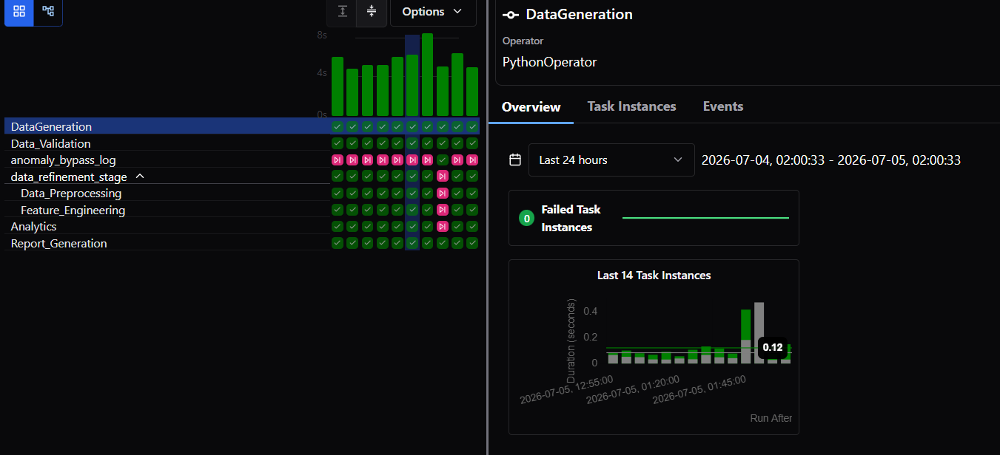 Options
8s
4s
0s
DataGeneration
Data_Validation
anomaly_bypass_log
data_refinement_stage
Data_Preprocessing
Feature_Engineering
Analytics
Report_Generation
DataGeneration
Operator
PythonOperator
Overview Task Instances Events
Last 24 hours 2026-07-04, 02:00:33 - 2026-07-05, 02:00:33
0 Failed Task
Instances
Last 14 Task Instances
Duration (seconds)
0.4
0.2
0
0.12
2026-07-05, 12:55:00
2026-07-05, 01:20:00
2026-07-05, 01:45:00
Run After